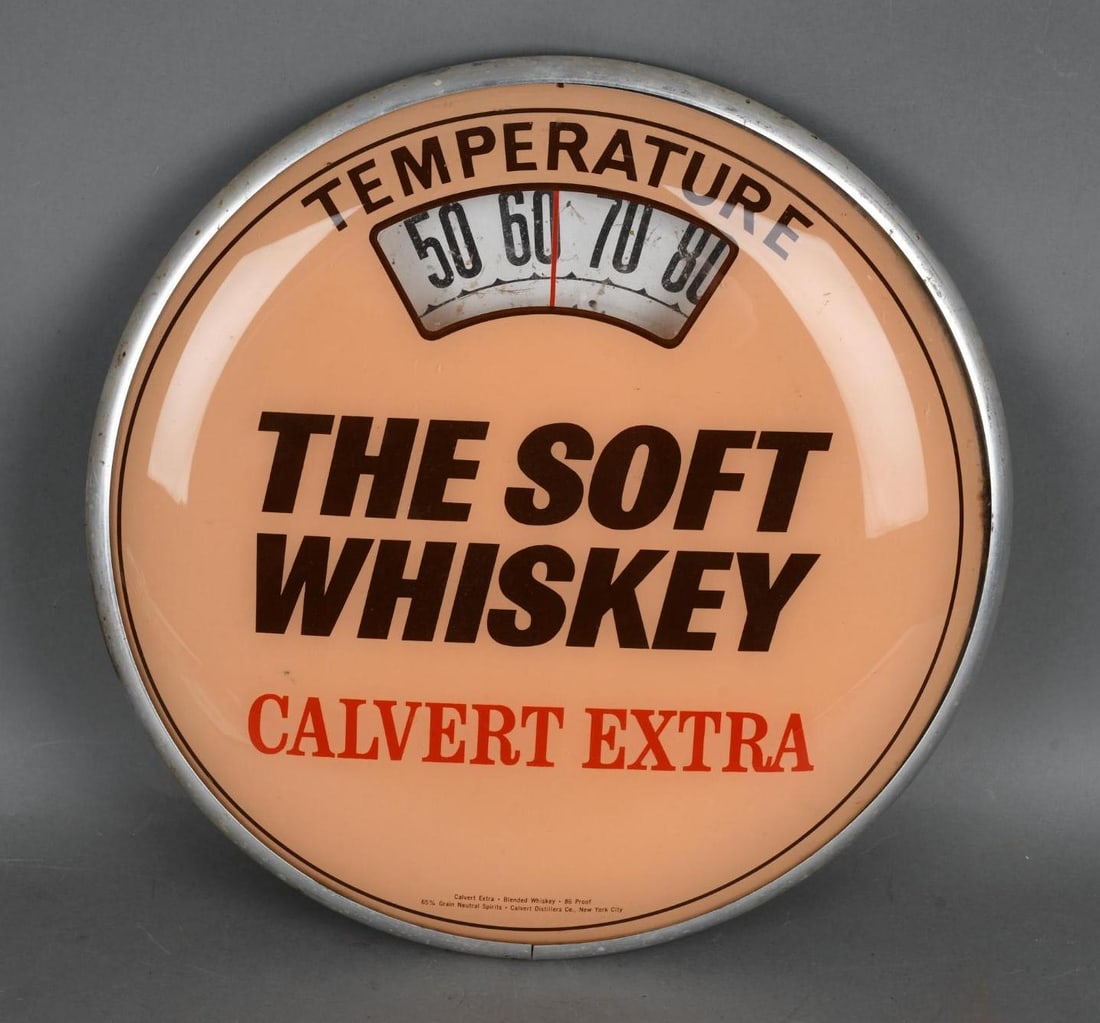 TEMPERATURE
50 60 70 80
THE SOFT
WHISKEY
CALVERT EXTRA
Calvert Extra - Blended Whiskey - 86 Proof
65% Grain Neutral Spirits - Calvert Distillers Co., New York City